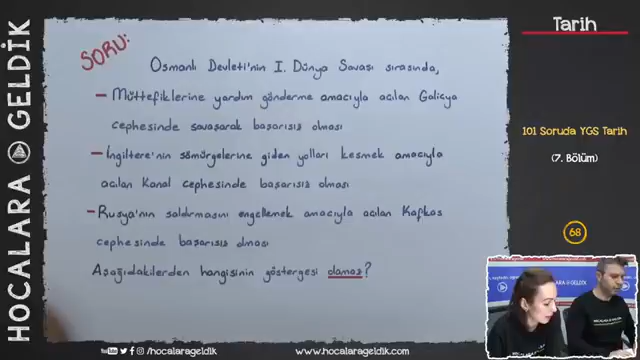 HOCALARA GELDİK
SORU:
Osmanlı Devleti'nin I. Dünya Savaşı sırasında,
- Müttefiklerine yardım gönderme amacıyla açılan Galiçya
cephesinde savaşarak başarısız olması
- İngiltere'nin sömürgelerine giden yolları kesmek amacıyla
açılan Kanal cephesinde başarısız olması
- Rusya'nın saldırmasını engellemek amacıyla açılan Kafkas
cephesinde başarısız olması
Aşağıdakilerden hangisinin göstergesi olamaz?
/hocalarageldik
www.hocalarageldik.com
Tarih
101 Soruda YGS Tarih
(7. Bölüm)
68